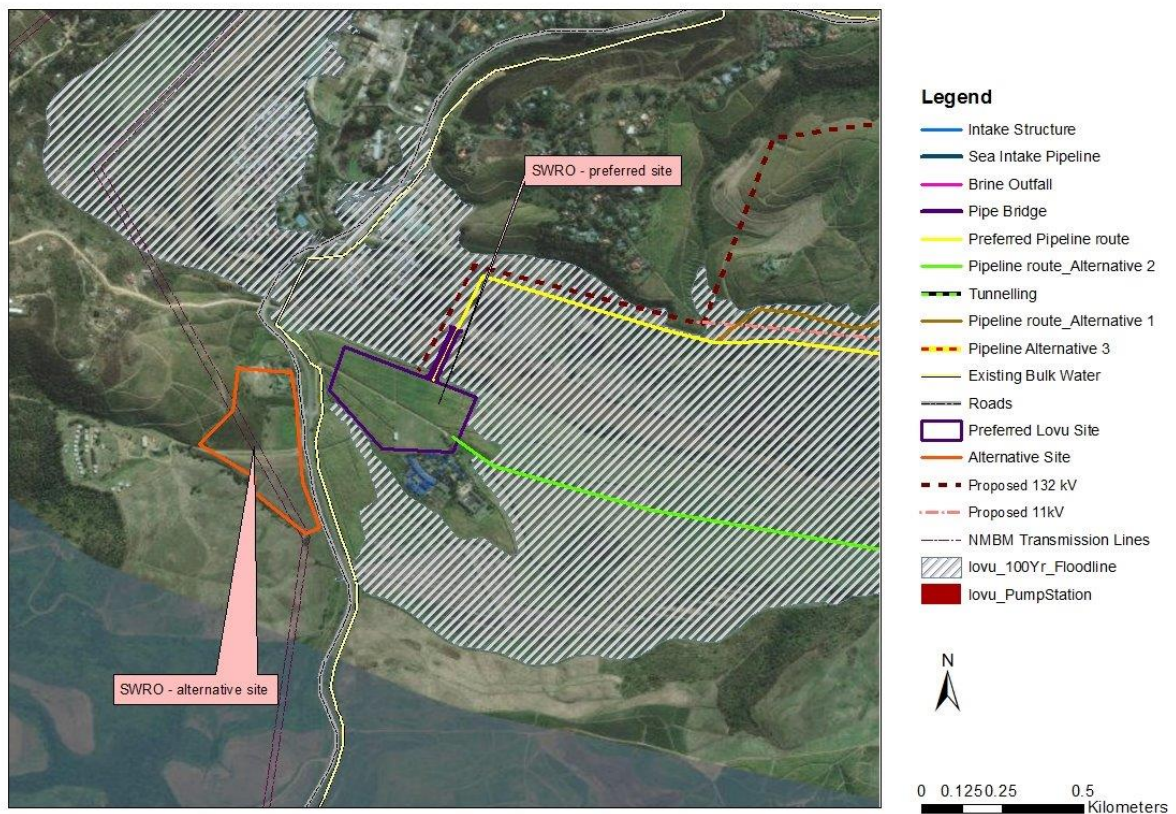 SWRO - preferred site
SWRO - alternative site
Legend
Intake Structure
Sea Intake Pipeline
Brine Outfall
Pipe Bridge
Preferred Pipeline route
Pipeline route_Alternative 2
Tunnelling
Pipeline route_Alternative 1
Pipeline Alternative 3
Existing Bulk Water
Roads
Preferred Lovu Site
Alternative Site
Proposed 132 kV
Proposed 11kV
NMBM Transmission Lines
lovu_100Yr_Floodline
lovu_PumpStation
N
0 0.125 0.25 0.5
Kilometers